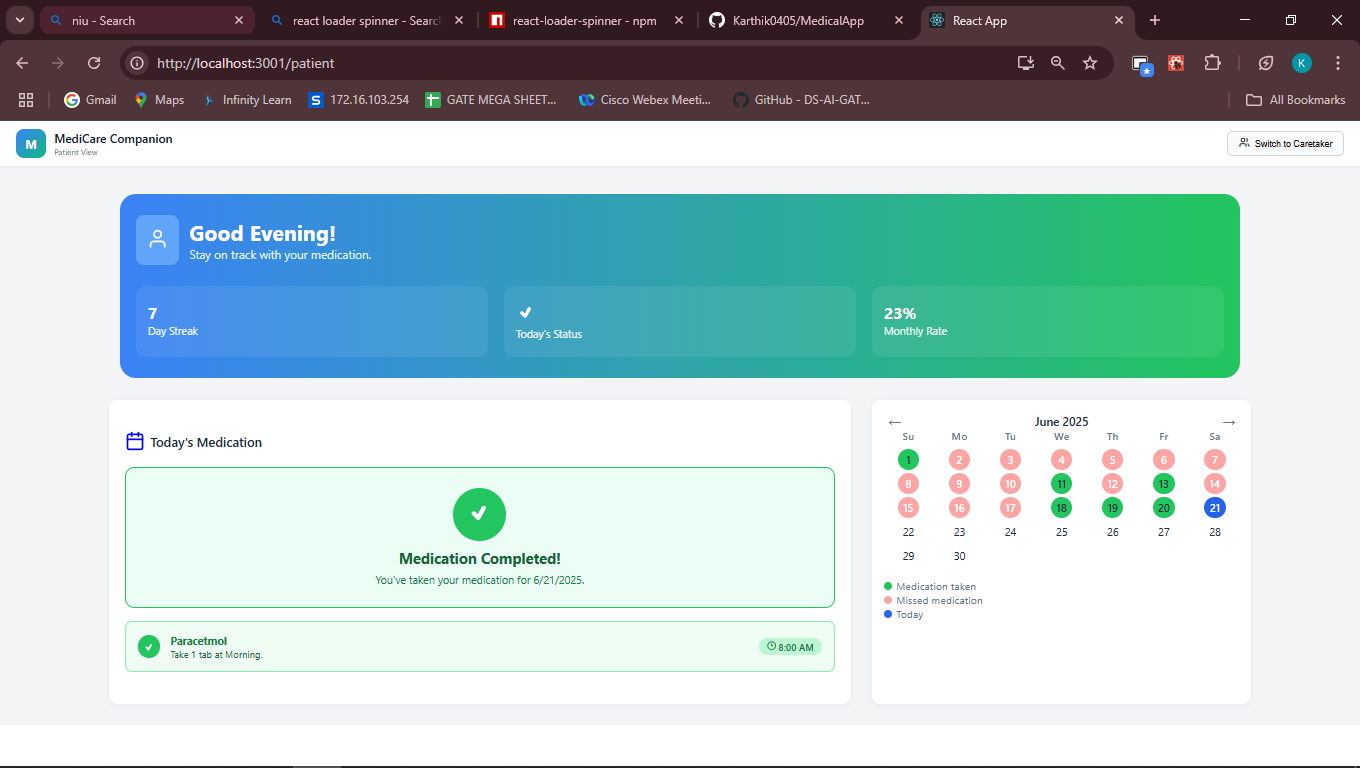 niu - Search
react loader spinner - Searc
react-loader-spinner - npm
Karthik0405/MedicalApp
React App
http://localhost:3001/patient
K
Gmail
Maps
Infinity Learn
S
172.16.103.254
GATE MEGA SHEET...
Cisco Webex Meeti...
GitHub - DS-AI-GAT...
All Bookmarks
M
MediCare Companion
Patient View
Switch to Caretaker
Good Evening!
Stay on track with your medication.
7
Day Streak
Today's Status
23%
Monthly Rate
Today's Medication
Medication Completed!
You've taken your medication for 6/21/2025.
Paracetmol
Take 1 tab at Morning.
8:00 AM
← June 2025 →
Su Mo Tu We Th Fr Sa
1 2 3 4 5 6 7
8 9 10 11 12 13 14
15 16 17 18 19 20 21
22 23 24 25 26 27 28
29 30
Medication taken
Missed medication
Today